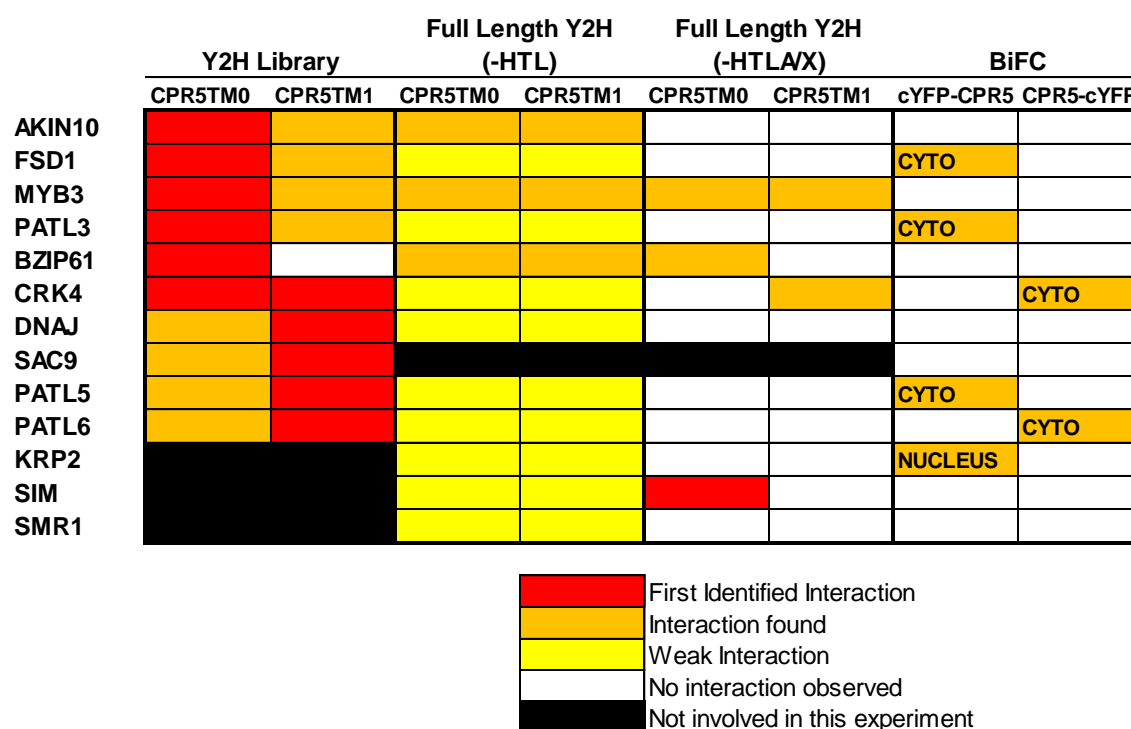 Full Length Y2H Full Length Y2H
Y2H Library (-HTL) (-HTLA/X) BiFC
CPR5TM0 CPR5TM1 CPR5TM0 CPR5TM1 CPR5TM0 CPR5TM1 cYFP-CPR5 CPR5-cYFP
AKIN10
FSD1 CYTO
MYB3
PATL3 CYTO
BZIP61
CRK4 CYTO
DNAJ
SAC9
PATL5 CYTO
PATL6 CYTO
KRP2 NUCLEUS
SIM
SMR1
First Identified Interaction
Interaction found
Weak Interaction
No interaction observed
Not involved in this experiment